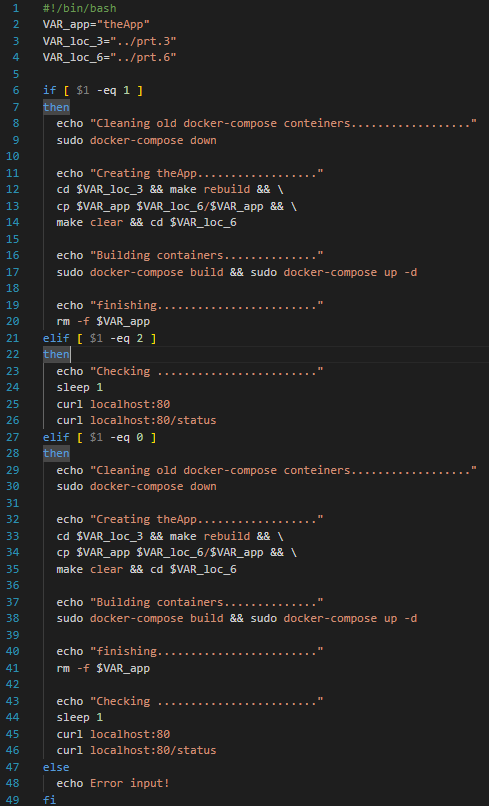 1 #!/bin/bash
2 VAR_app="theApp"
3 VAR_loc_3="../prt.3"
4 VAR_loc_6="../prt.6"
5
6 if [ $1 -eq 1 ]
7 then
8   echo "Cleaning old docker-compose conteiners.................."
9   sudo docker-compose down
10
11   echo "Creating theApp.................."
12   cd $VAR_loc_3 && make rebuild && \
13   cp $VAR_app $VAR_loc_6/$VAR_app && \
14   make clear && cd $VAR_loc_6
15
16   echo "Building containers.............."
17   sudo docker-compose build && sudo docker-compose up -d
18
19   echo "finishing........................"
20   rm -f $VAR_app
21 elif [ $1 -eq 2 ]
22 then
23   echo "Checking ........................"
24   sleep 1
25   curl localhost:80
26   curl localhost:80/status
27 elif [ $1 -eq 0 ]
28 then
29   echo "Cleaning old docker-compose conteiners.................."
30   sudo docker-compose down
31
32   echo "Creating theApp.................."
33   cd $VAR_loc_3 && make rebuild && \
34   cp $VAR_app $VAR_loc_6/$VAR_app && \
35   make clear && cd $VAR_loc_6
36
37   echo "Building containers.............."
38   sudo docker-compose build && sudo docker-compose up -d
39
40   echo "finishing........................"
41   rm -f $VAR_app
42
43   echo "Checking ........................"
44   sleep 1
45   curl localhost:80
46   curl localhost:80/status
47 else
48   echo Error input!
49 fi